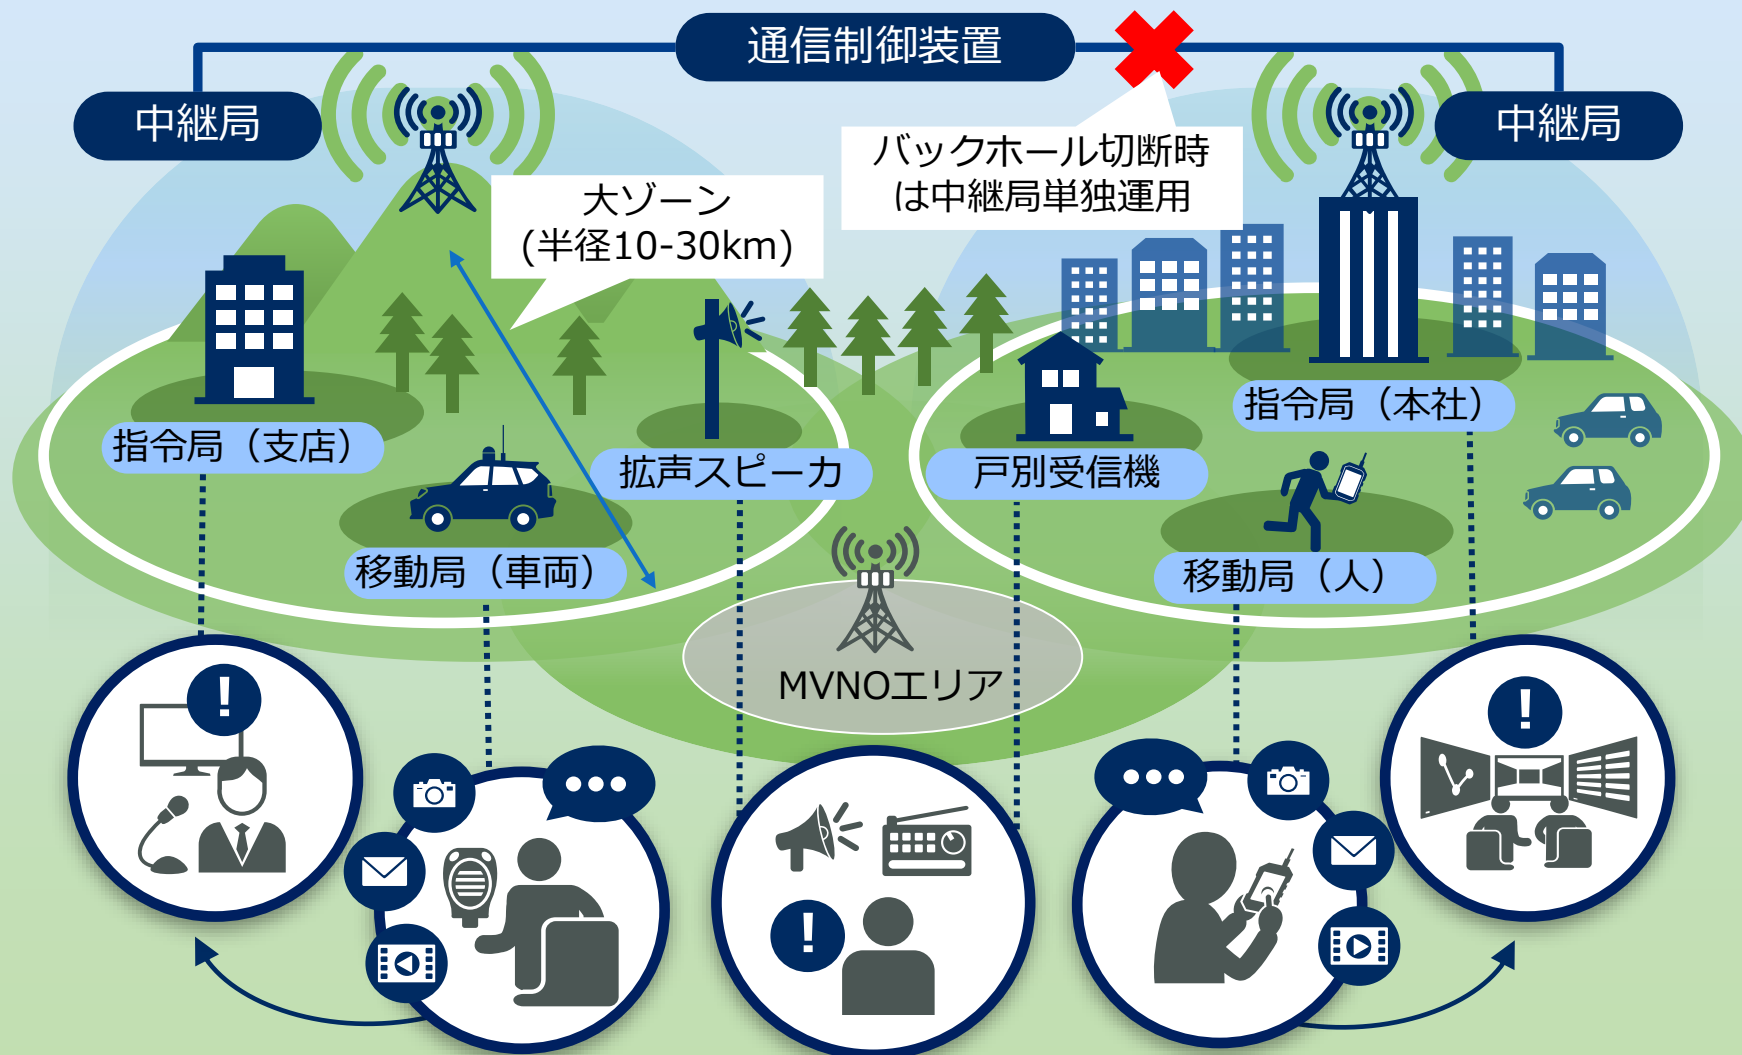 通信制御装置
中継局
中継局
バックホール切断時
は中継局単独運用
大ゾーン
(半径10-30km)
指令局（支店）
指令局（本社）
拡声スピーカ
戸別受信機
移動局（車両）
移動局（人）
MVNOエリア
!
!
!